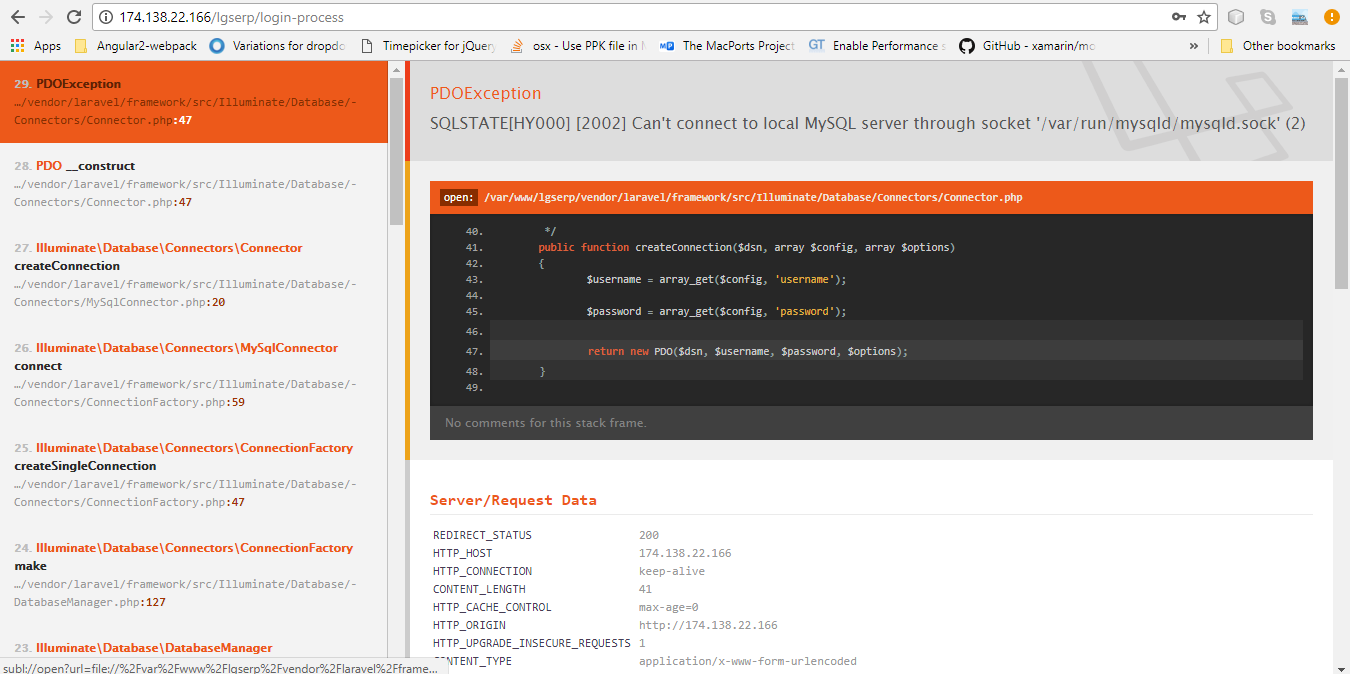 174.138.22.166/lgserp/login-process
Apps Angular2-webpack Variations for dropdo Timepicker for jQuery osx - Use PPK file in The MacPorts Project GT Enable Performance s GitHub - xamarin/mo » Other bookmarks
29. PDOException
…/vendor/laravel/framework/src/Illuminate/Database/-
Connectors/Connector.php:47
28. PDO __construct
…/vendor/laravel/framework/src/Illuminate/Database/-
Connectors/Connector.php:47
27. Illuminate\Database\Connectors\Connector
createConnection
…/vendor/laravel/framework/src/Illuminate/Database/-
Connectors/MySqlConnector.php:20
26. Illuminate\Database\Connectors\MySqlConnector
connect
…/vendor/laravel/framework/src/Illuminate/Database/-
Connectors/ConnectionFactory.php:59
25. Illuminate\Database\Connectors\ConnectionFactory
createSingleConnection
…/vendor/laravel/framework/src/Illuminate/Database/-
Connectors/ConnectionFactory.php:47
24. Illuminate\Database\Connectors\ConnectionFactory
make
…/vendor/laravel/framework/src/Illuminate/Database/-
DatabaseManager.php:127
23. Illuminate\Database\DatabaseManager
subl://open?url=file://%2Fvar%2Fwww%2Flgserp%2Fvendor%2Flaravel%2Fframe...
PDOException
SQLSTATE[HY000] [2002] Can't connect to local MySQL server through socket '/var/run/mysqld/mysqld.sock' (2)
open: /var/www/lgserp/vendor/laravel/framework/src/Illuminate/Database/Connectors/Connector.php
40. */
41. public function createConnection($dsn, array $config, array $options)
42. {
43. $username = array_get($config, 'username');
44.
45. $password = array_get($config, 'password');
46.
47. return new PDO($dsn, $username, $password, $options);
48. }
49.
No comments for this stack frame.
Server/Request Data
REDIRECT_STATUS 200
HTTP_HOST 174.138.22.166
HTTP_CONNECTION keep-alive
CONTENT_LENGTH 41
HTTP_CACHE_CONTROL max-age=0
HTTP_ORIGIN http://174.138.22.166
HTTP_UPGRADE_INSECURE_REQUESTS 1
CONTENT_TYPE application/x-www-form-urlencoded